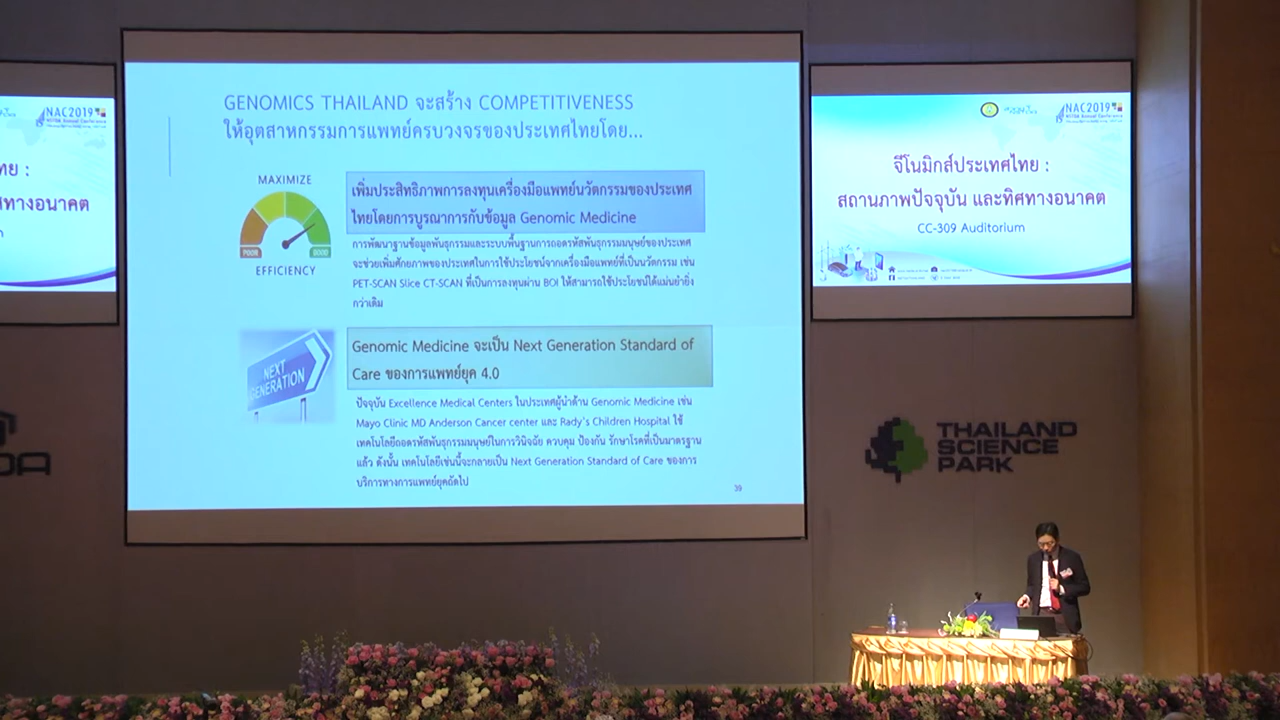 GENOMICS THAILAND จะสร้าง COMPETITIVENESS
ให้อุตสาหกรรมการแพทย์ครบวงจรของประเทศไทยโดย...
MAXIMIZE
POOR
GOOD
EFFICIENCY
เพิ่มประสิทธิภาพการลงทุนเครื่องมือแพทย์นวัตกรรมของประเทศ
ไทยโดยการบูรณาการกับข้อมูล Genomic Medicine
การพัฒนาฐานข้อมูลพันธุกรรมและระบบพื้นฐานการถอดรหัสพันธุกรรมมนุษย์ของประเทศ
จะช่วยเพิ่มศักยภาพของประเทศในการใช้ประโยชน์จากเครื่องมือแพทย์ที่เป็นนวัตกรรม เช่น
PET-SCAN Slice CT-SCAN ที่เป็นการลงทุนผ่าน BOI ให้สามารถใช้ประโยชน์ได้แม่นยำยิ่ง
กว่าเดิม
NEXT
GENERATION
Genomic Medicine จะเป็น Next Generation Standard of
Care ของการแพทย์ยุค 4.0
ปัจจุบัน Excellence Medical Centers ในประเทศผู้นำด้าน Genomic Medicine เช่น
Mayo Clinic MD Anderson Cancer center และ Rady's Children Hospital ใช้
เทคโนโลยีถอดรหัสพันธุกรรมมนุษย์ในการวินิจฉัย ควบคุม ป้องกัน รักษาโรคที่เป็นมาตรฐาน
แล้ว ดังนั้น เทคโนโลยีเช่นนี้จะกลายเป็น Next Generation Standard of Care ของการ
บริการทางการแพทย์ยุคถัดไป
39
NAC2019
NSTDA Annual Conference
ทย :
ศทางอนาคต
NAC2019
NSTDA Annual Conference
จีโนมิกส์ประเทศไทย :
สถานภาพปัจจุบัน และทิศทางอนาคต
CC-309 Auditorium
THAILAND
SCIENCE
PARK
DA